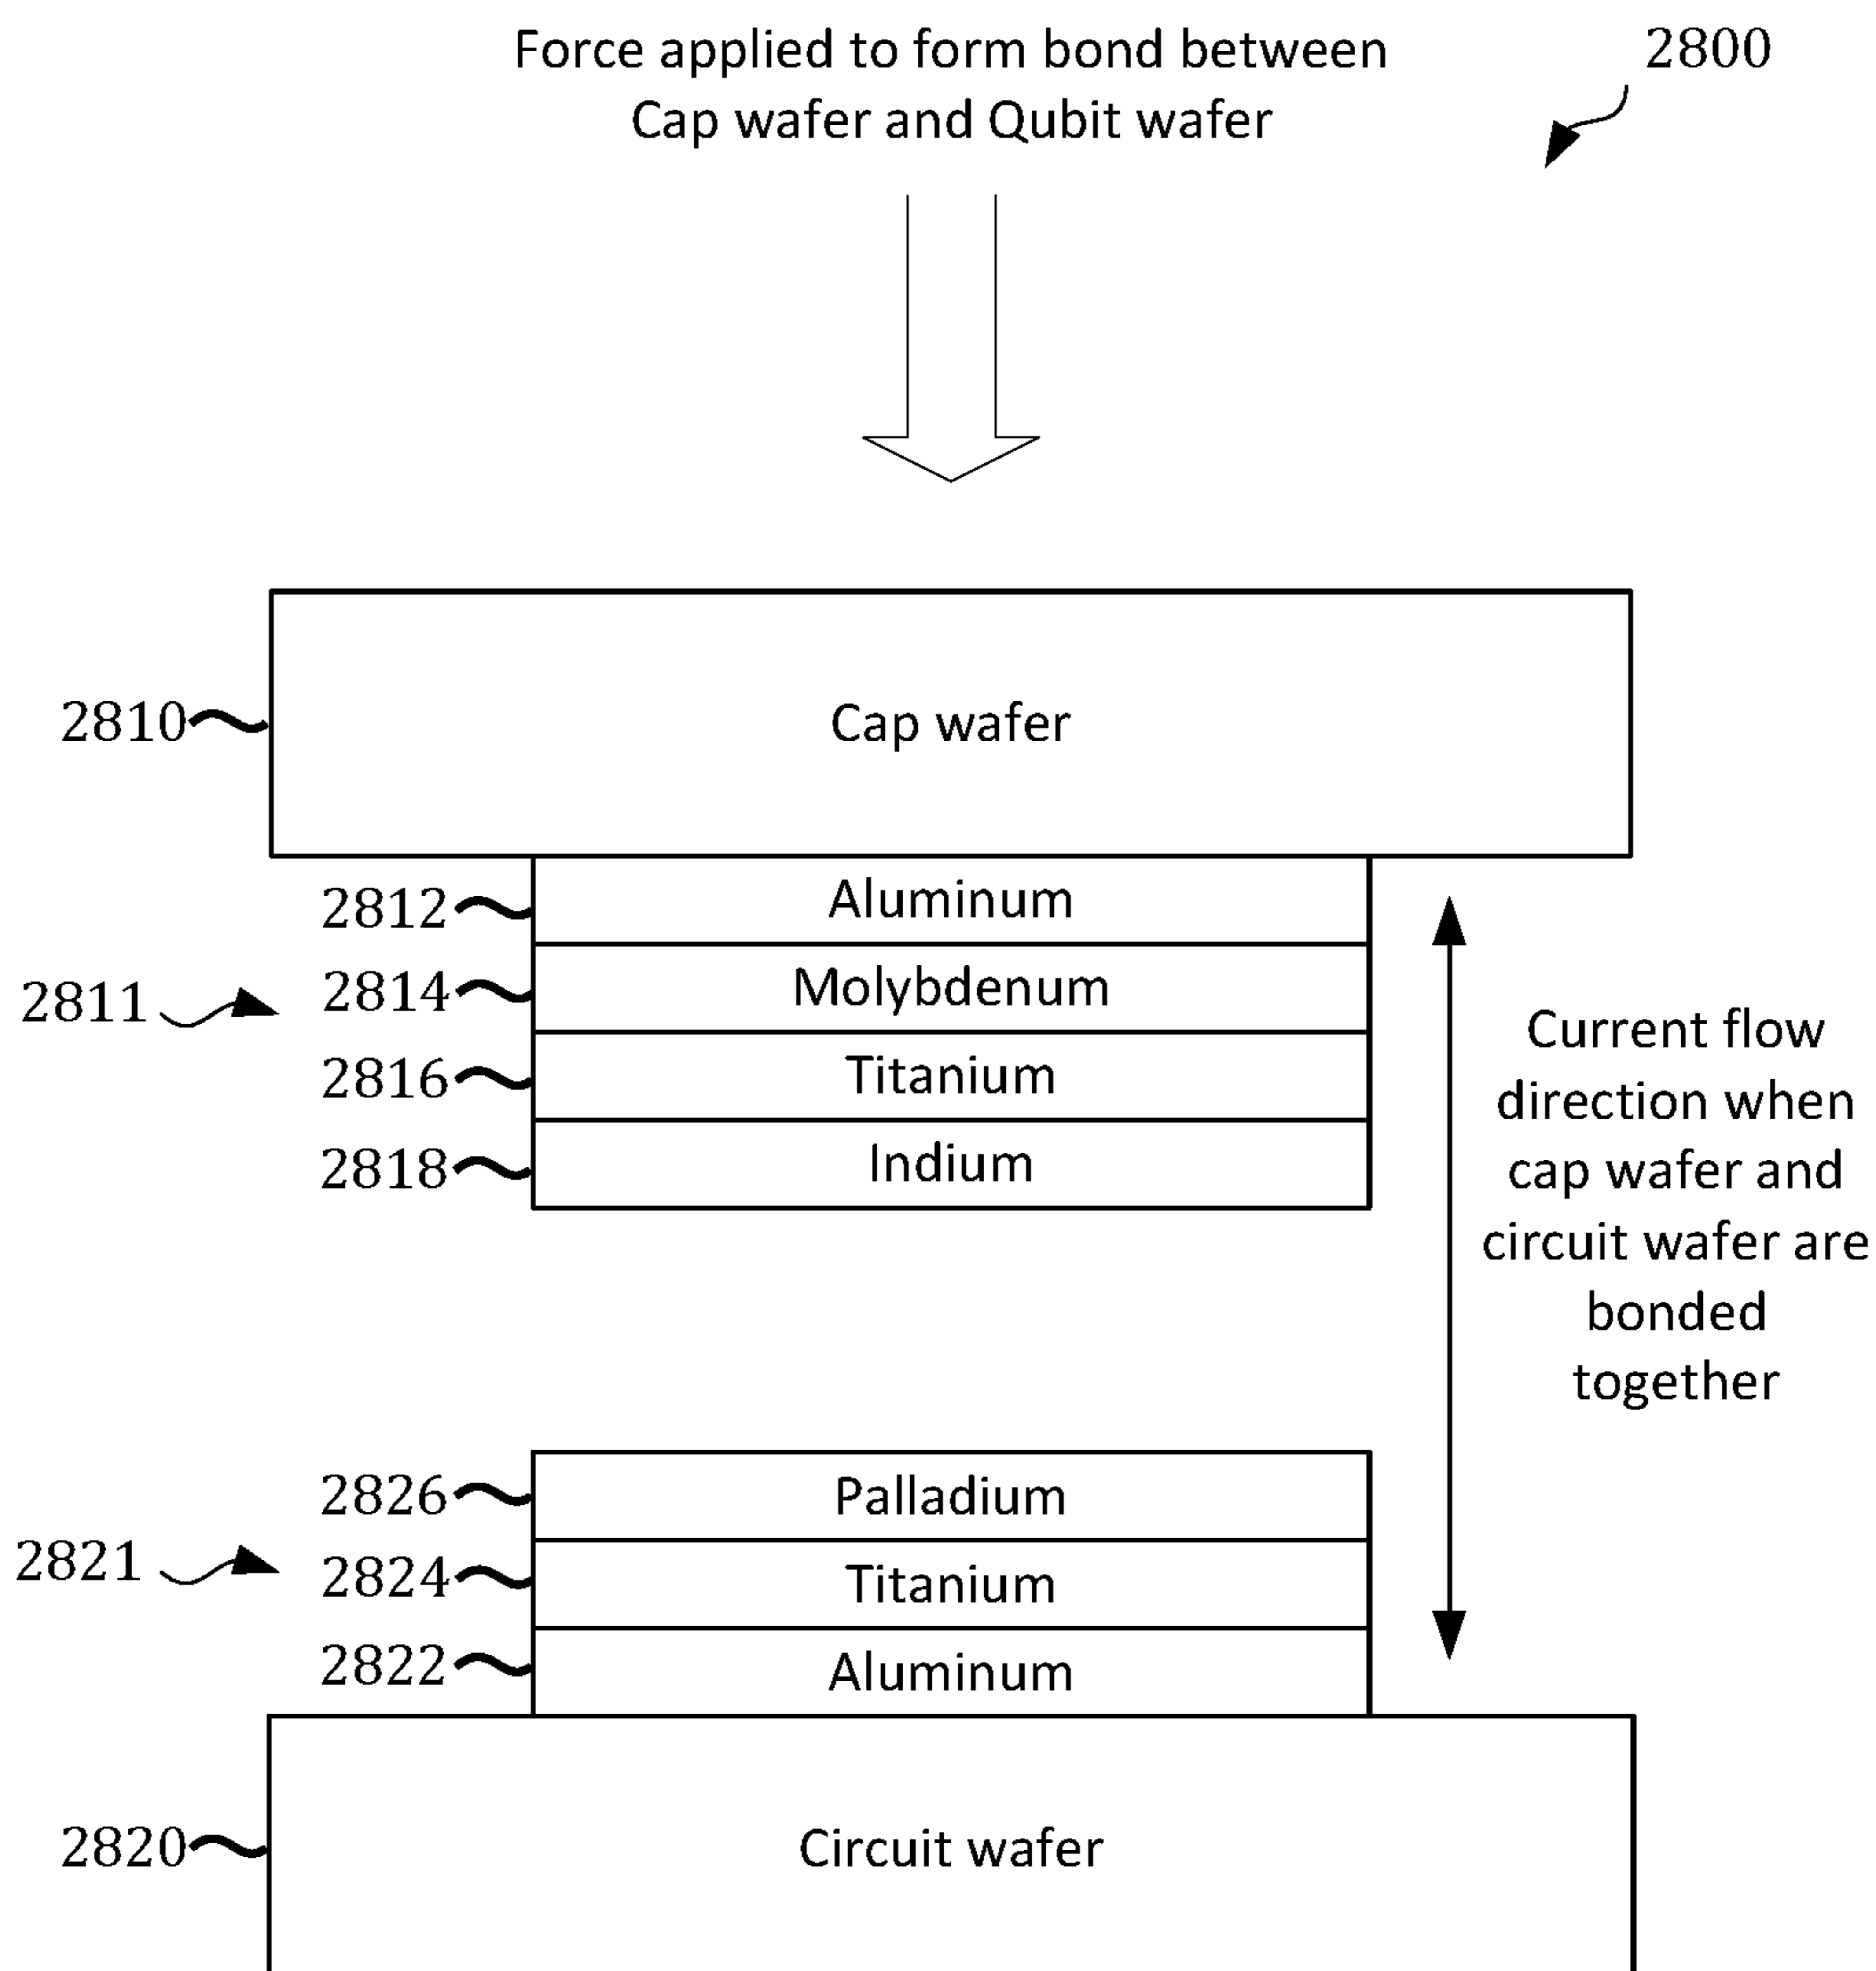 Force applied to form bond between
Cap wafer and Qubit wafer
2800
2810
Cap wafer
2812
Aluminum
2811
2814
Molybdenum
2816
Titanium
2818
Indium
Current flow
direction when
cap wafer and
circuit wafer are
bonded
together
2826
Palladium
2821
2824
Titanium
2822
Aluminum
2820
Circuit wafer